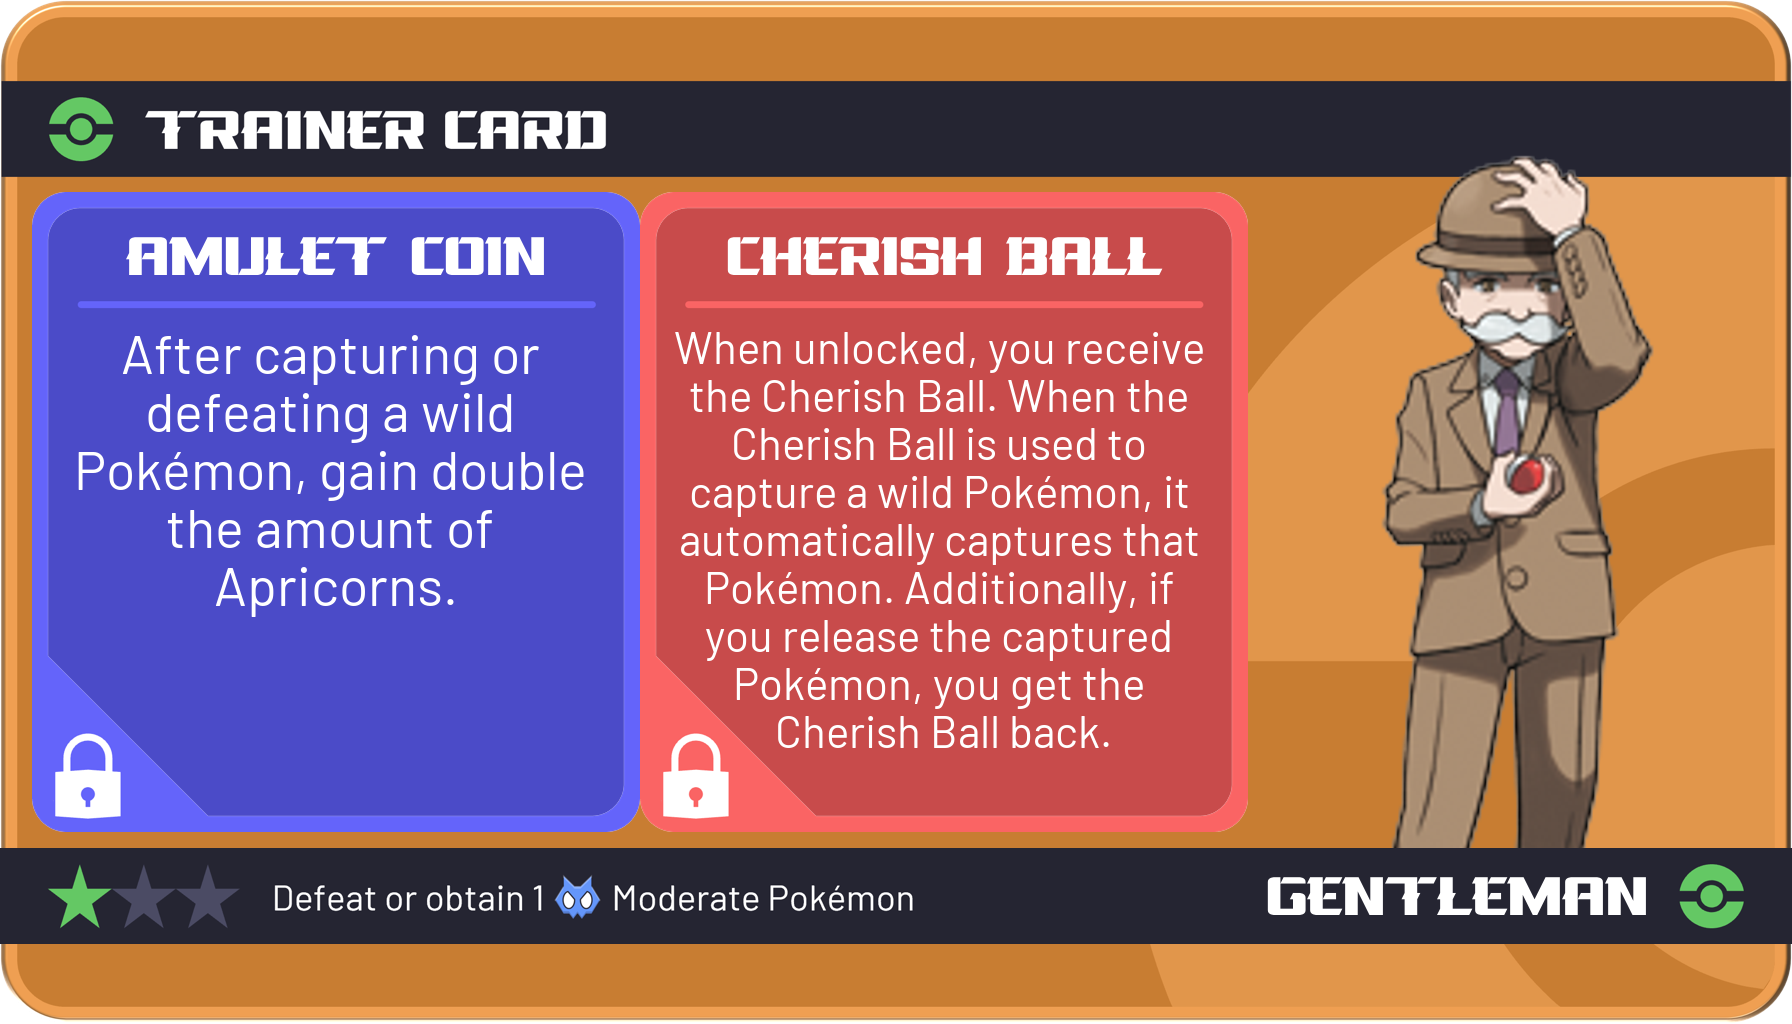 TRAINER CARD
AMULET COIN
After capturing or
defeating a wild
Pokémon, gain double
the amount of
Apricorns.
CHERISH BALL
When unlocked, you receive
the Cherish Ball. When the
Cherish Ball is used to
capture a wild Pokémon, it
automatically captures that
Pokémon. Additionally, if
you release the captured
Pokémon, you get the
Cherish Ball back.
Defeat or obtain 1 Moderate Pokémon
GENTLEMAN